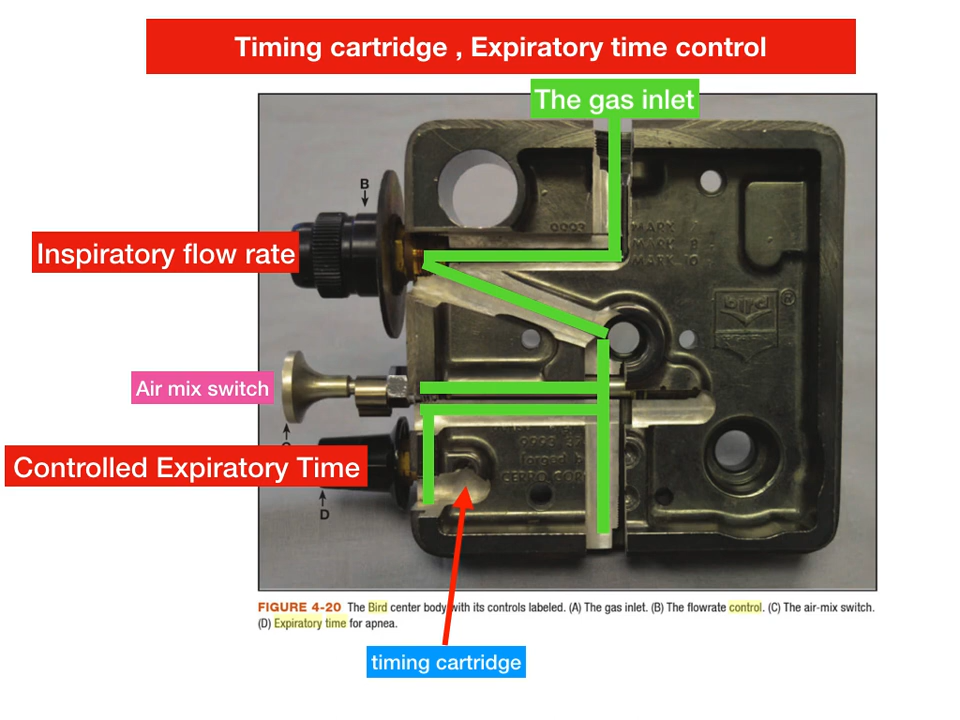 Timing cartridge , Expiratory time control
The gas inlet
B
Inspiratory flow rate
MARK 8
MARK 10
bird
Air mix switch
Controlled Expiratory Time
D
FIGURE 4-20 The Bird center body with its controls labeled. (A) The gas inlet. (B) The flowrate control. (C) The air-mix switch.
(D) Expiratory time for apnea.
timing cartridge